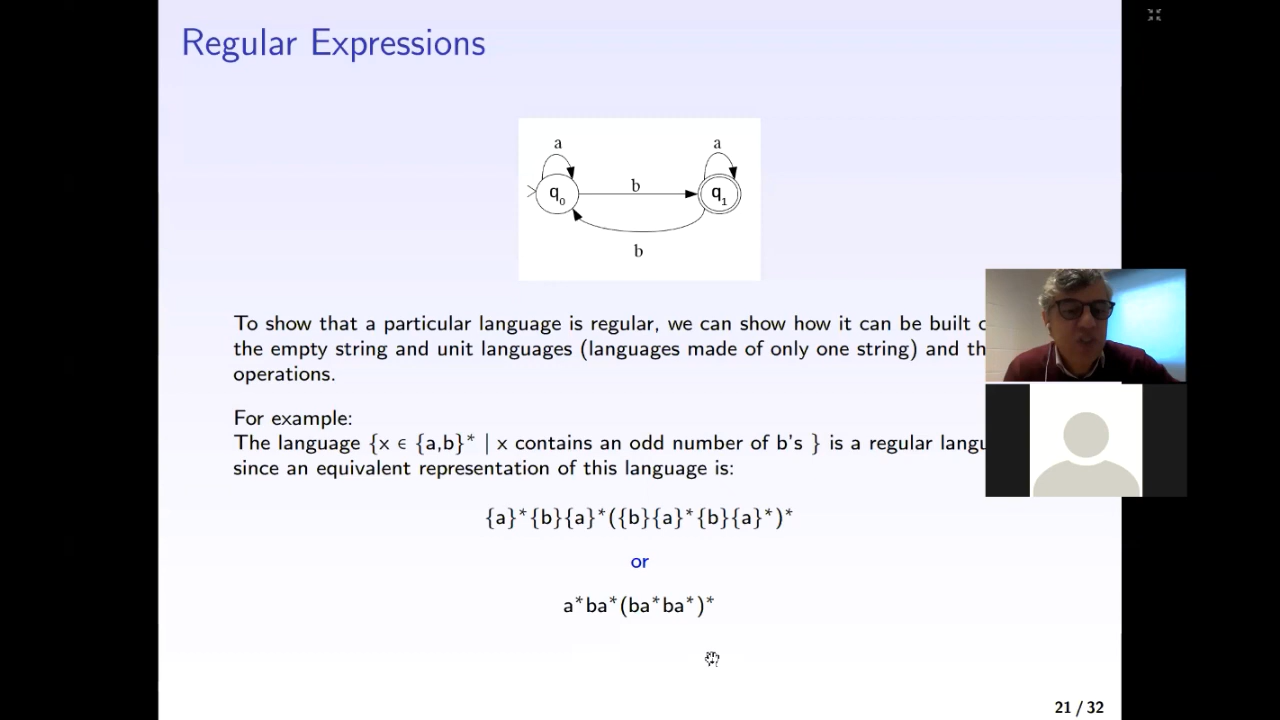 Regular Expressions
a
a
q0
b
q1
b
To show that a particular language is regular, we can show how it can be built
the empty string and unit languages (languages made of only one string) and
operations.
For example:
The language {x ∈ {a,b}* | x contains an odd number of b's } is a regular
since an equivalent representation of this language is:
{a}*{b}{a}*({b}{a}*{b}{a}*)*
or
a*ba*(ba*ba*)*
21 / 32